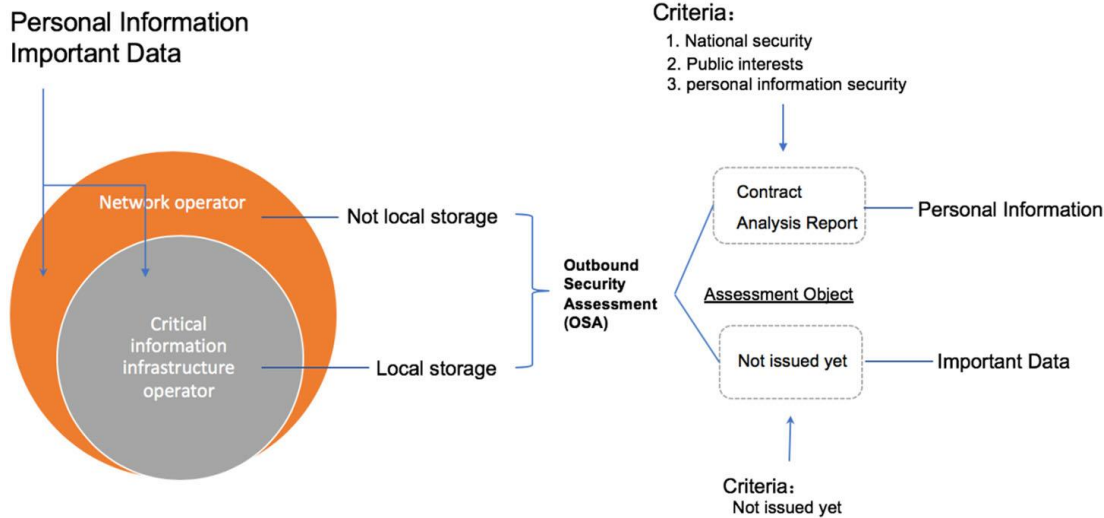 Personal Information
Important Data
Network operator
Critical
information
infrastructure
operator
Not local storage
Local storage
Outbound
Security
Assessment
(OSA)
Criteria：
1. National security
2. Public interests
3. personal information security
Contract
Analysis Report
Personal Information
Assessment Object
Not issued yet
Important Data
Criteria：
Not issued yet